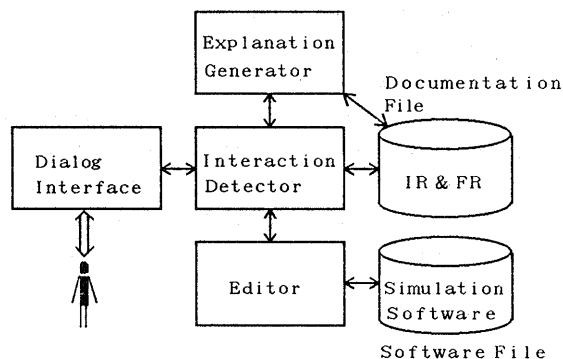 Explanation
Generator
Documentation
File
Dialog
Interface
Interaction
Detector
IR & FR
Editor
Simulation
Software
Software File